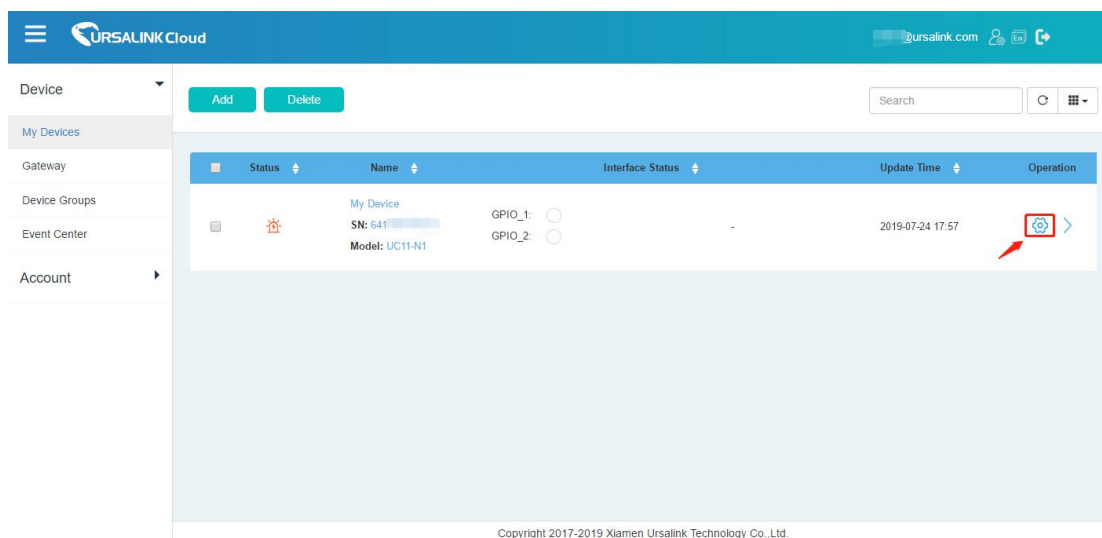 URSALINK Cloud
ursalink.com
En
Device
My Devices
Gateway
Device Groups
Event Center
Account
Add
Delete
Search
Status
Name
Interface Status
Update Time
Operation
My Device
SN: 641
Model: UC11-N1
GPIO_1:
GPIO_2:
-
2019-07-24 17:57
Copyright 2017-2019 Xiamen Ursalink Technology Co.,Ltd.